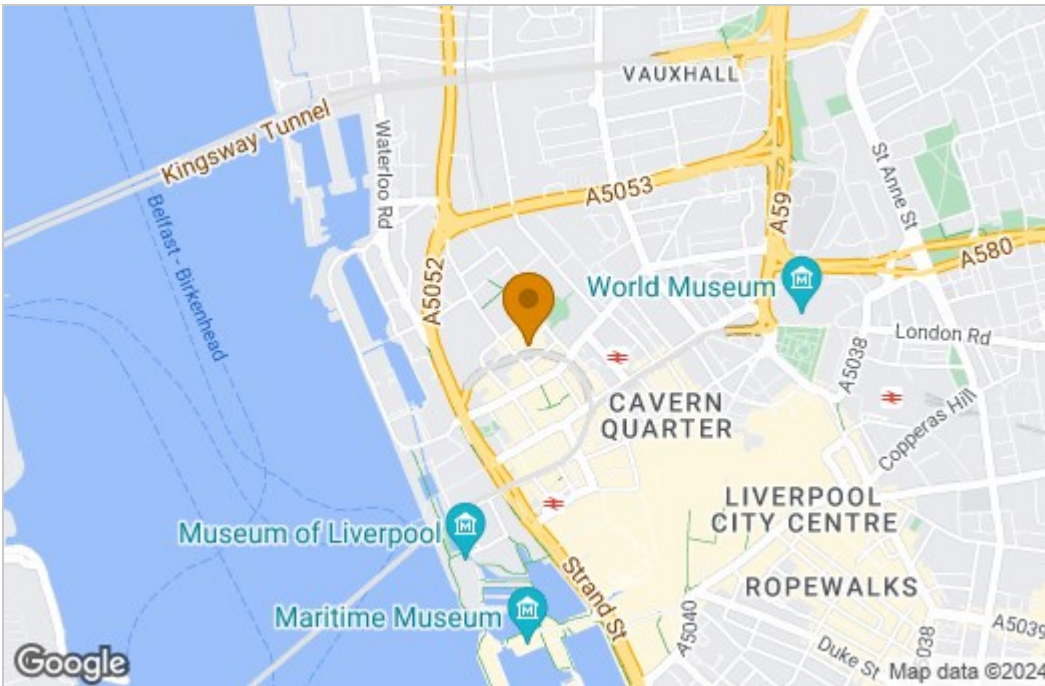 VAUXHALL
Kingsway Tunnel
Waterloo Rd
St Anne St
A5053
A59
Belfast - Birkenhead
A580
A5052
World Museum
London Rd
A5038
CAVERN
QUARTER
Copperas Hill
LIVERPOOL
CITY CENTRE
Museum of Liverpool
Strand St
ROPEWALKS
Maritime Museum
A5040
5038
A5039
Duke St
Google
Map data ©2024